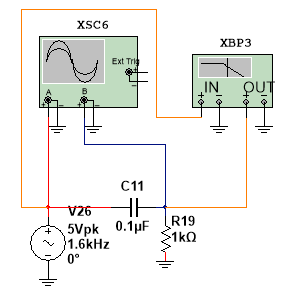 XSC6
XBP3
Ext Trig
A
B
IN
OUT
C11
0.1µF
V26
5Vpk
1.6kHz
0°
R19
1kΩ